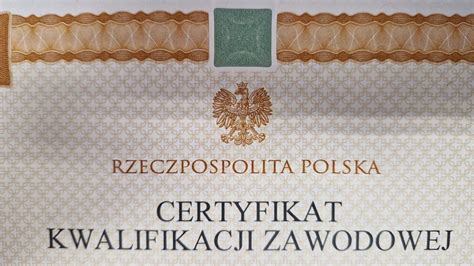 RZECZPOSPOLITA POLSKA
CERTYFIKAT
KWALIFIKACJI ZAWODOWEJ